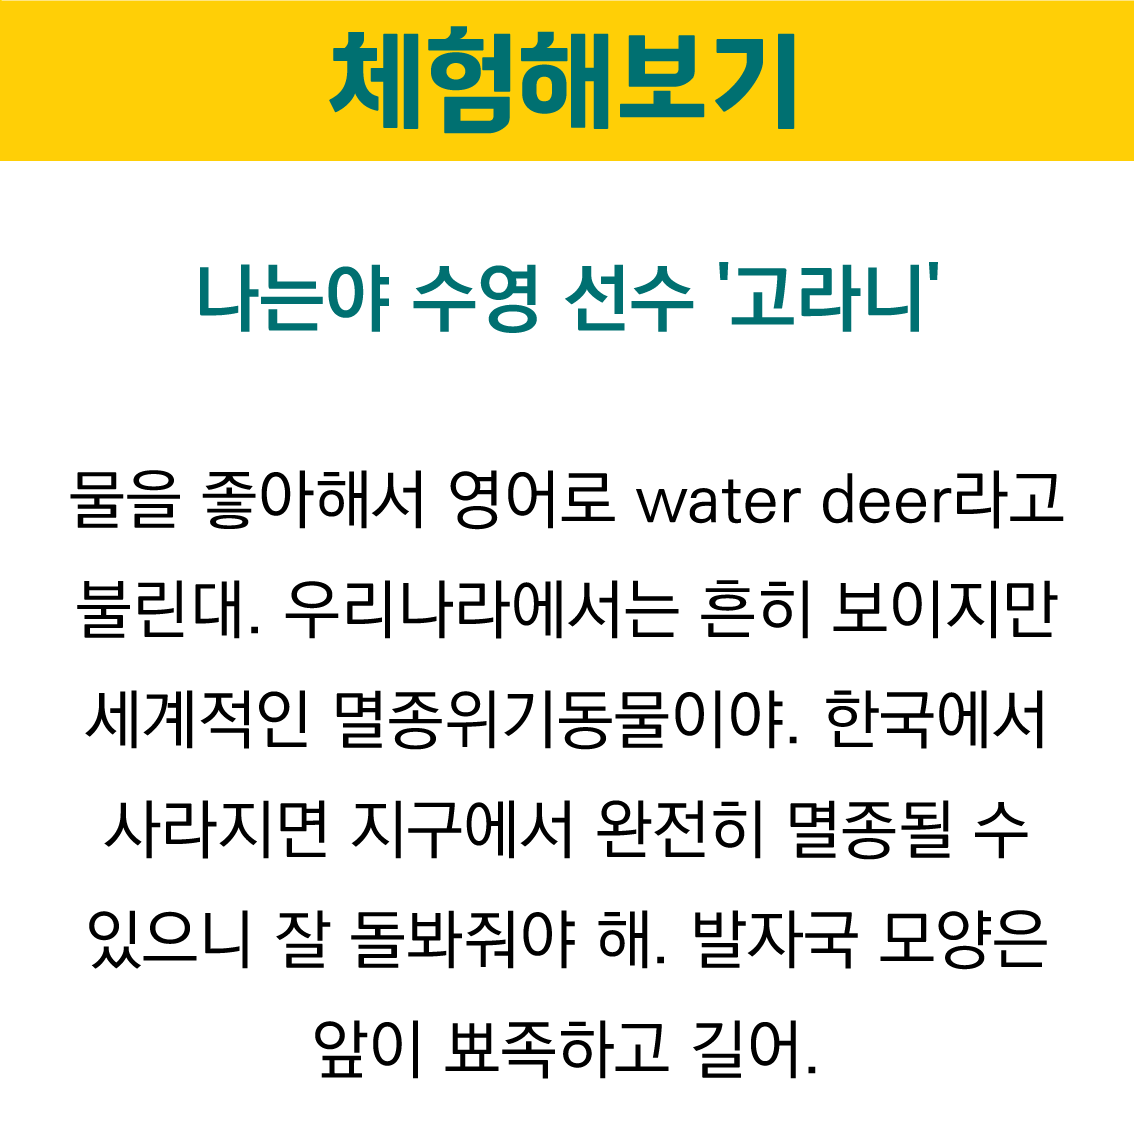 체험해보기
나는야 수영 선수 '고라니'
물을 좋아해서 영어로 water deer라고
불린대. 우리나라에서는 흔히 보이지만
세계적인 멸종위기동물이야. 한국에서
사라지면 지구에서 완전히 멸종될 수
있으니 잘 돌봐줘야 해. 발자국 모양은
앞이 뾰족하고 길어.